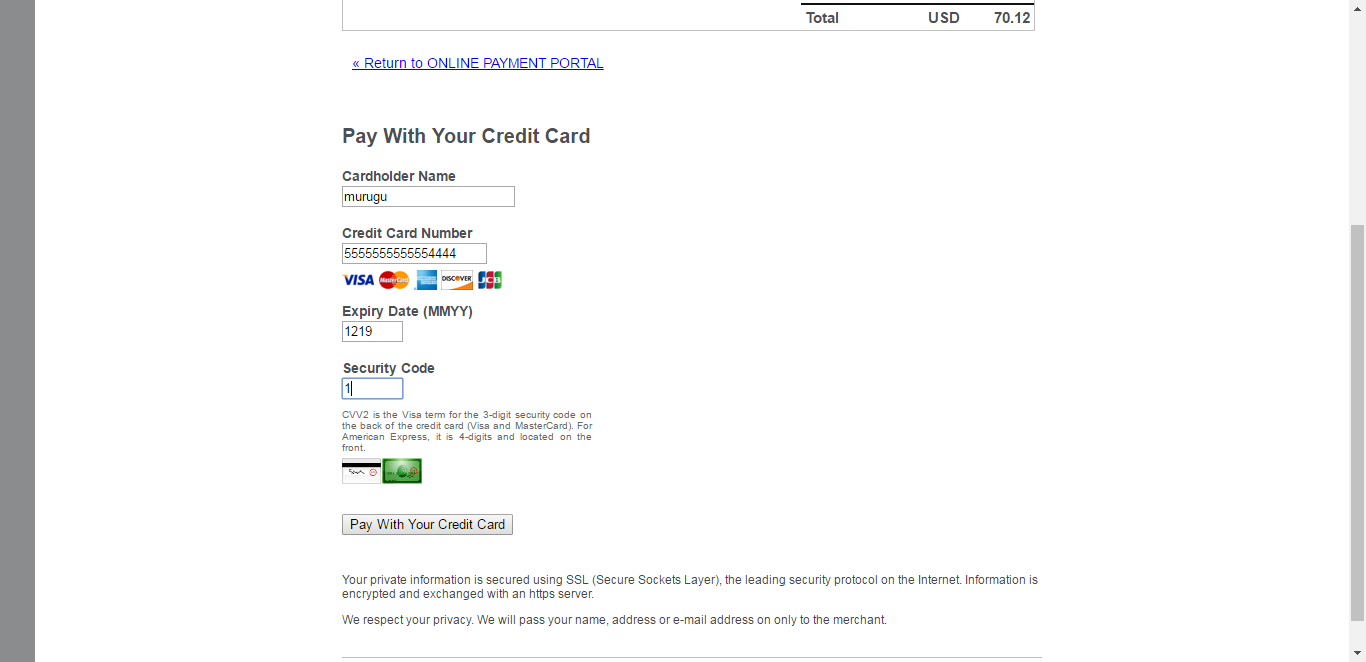 Total USD 70.12
« Return to ONLINE PAYMENT PORTAL
Pay With Your Credit Card
Cardholder Name
murugu
Credit Card Number
5555555555554444
VISA MasterCard DISCOVER JCB
Expiry Date (MMYY)
1219
Security Code
1
CVV2 is the Visa term for the 3-digit security code on
the back of the credit card (Visa and MasterCard). For
American Express, it is 4-digits and located on the
front.
Pay With Your Credit Card
Your private information is secured using SSL (Secure Sockets Layer), the leading security protocol on the Internet. Information is
encrypted and exchanged with an https server.
We respect your privacy. We will pass your name, address or e-mail address on only to the merchant.